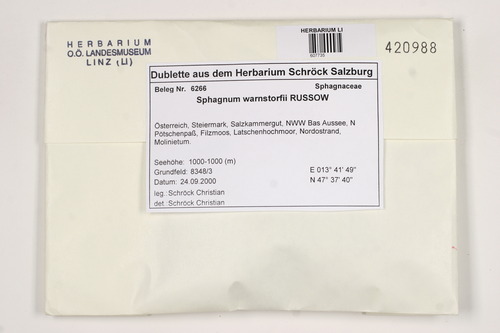 HERBARIUM LI
507735
HERBARIUM
O.Ö. LANDESMUSEUM
LINZ (LI)
420988
Dublette aus dem Herbarium Schröck Salzburg
Beleg Nr. 6266 Sphagnaceae
Sphagnum warnstorfii RUSSOW
Österreich, Steiermark, Salzkammergut, NWW Bas Aussee, N
Pötschenpaß, Filzmoos, Latschenhochmoor, Nordostrand,
Molinietum.
Seehöhe: 1000-1000 (m)
Grundfeld: 8348/3 E 013° 41' 49"
Datum: 24.09.2000 N 47° 37' 40"
leg.: Schröck Christian
det.: Schröck Christian